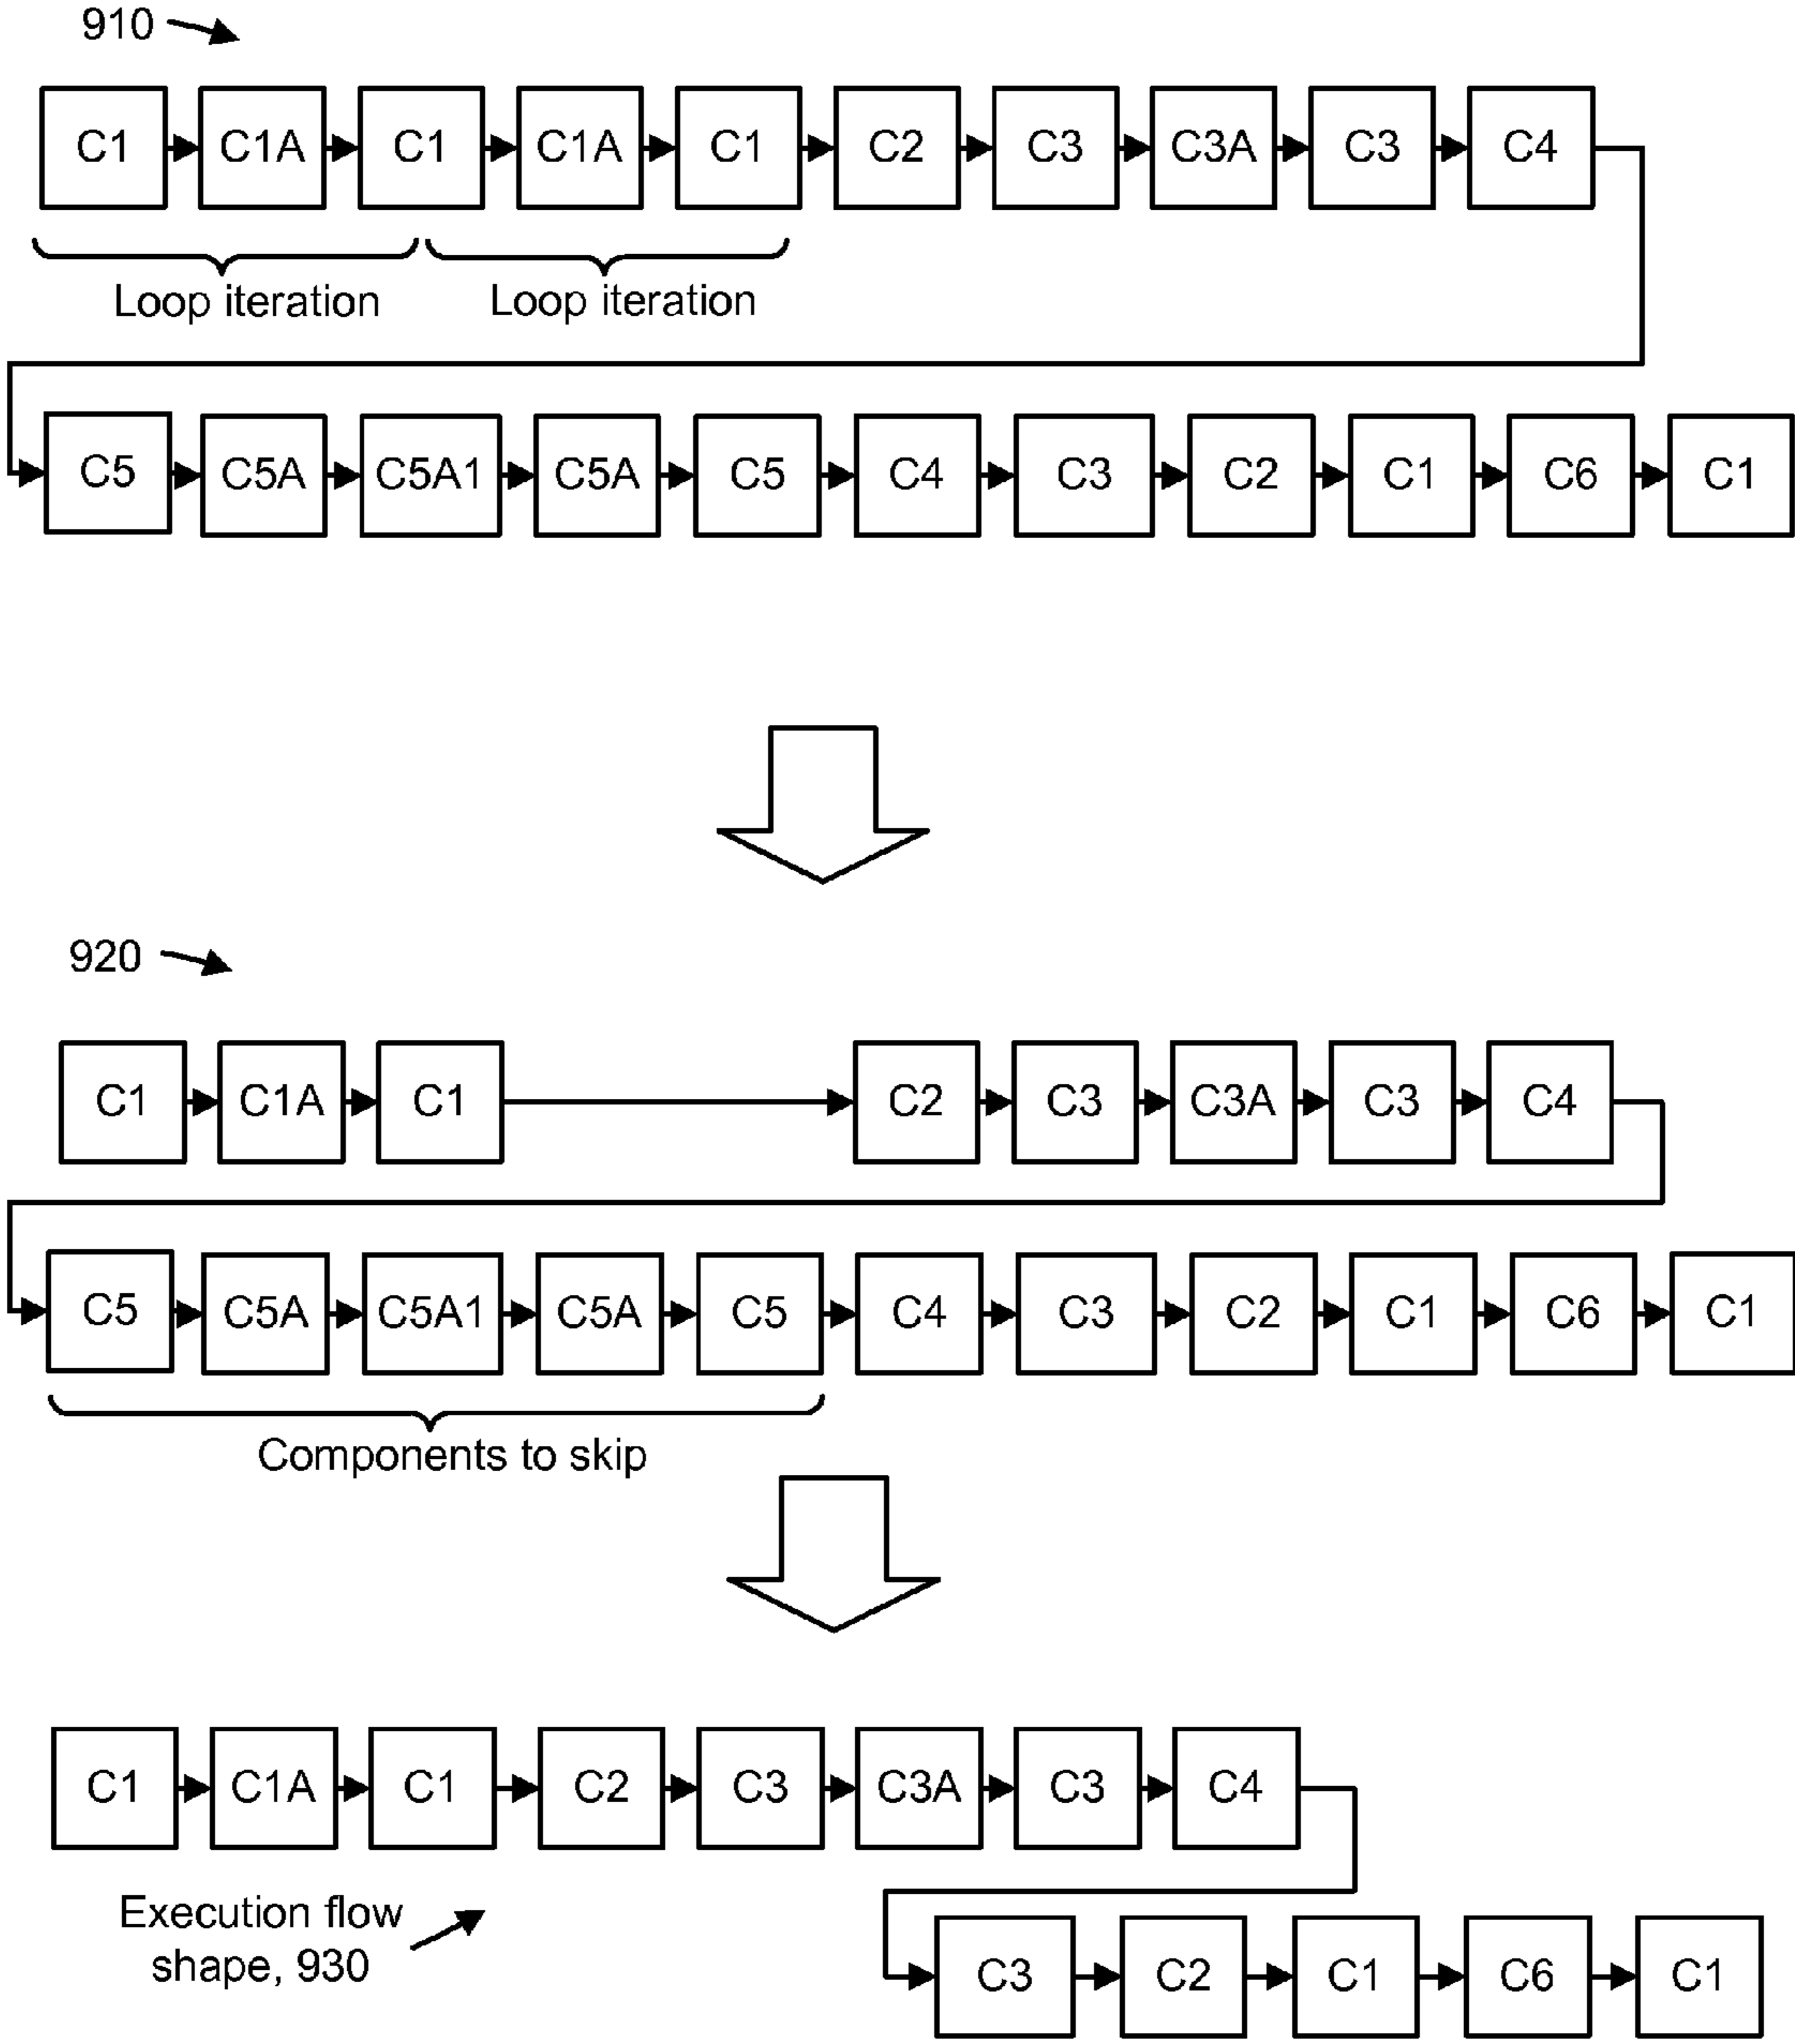 910
C1 C1A C1 C1A C1 C2 C3 C3A C3 C4
Loop iteration Loop iteration
C5 C5A C5A1 C5A C5 C4 C3 C2 C1 C6 C1
920
C1 C1A C1 C2 C3 C3A C3 C4
C5 C5A C5A1 C5A C5 C4 C3 C2 C1 C6 C1
Components to skip
C1 C1A C1 C2 C3 C3A C3 C4
Execution flow
shape, 930
C3 C2 C1 C6 C1